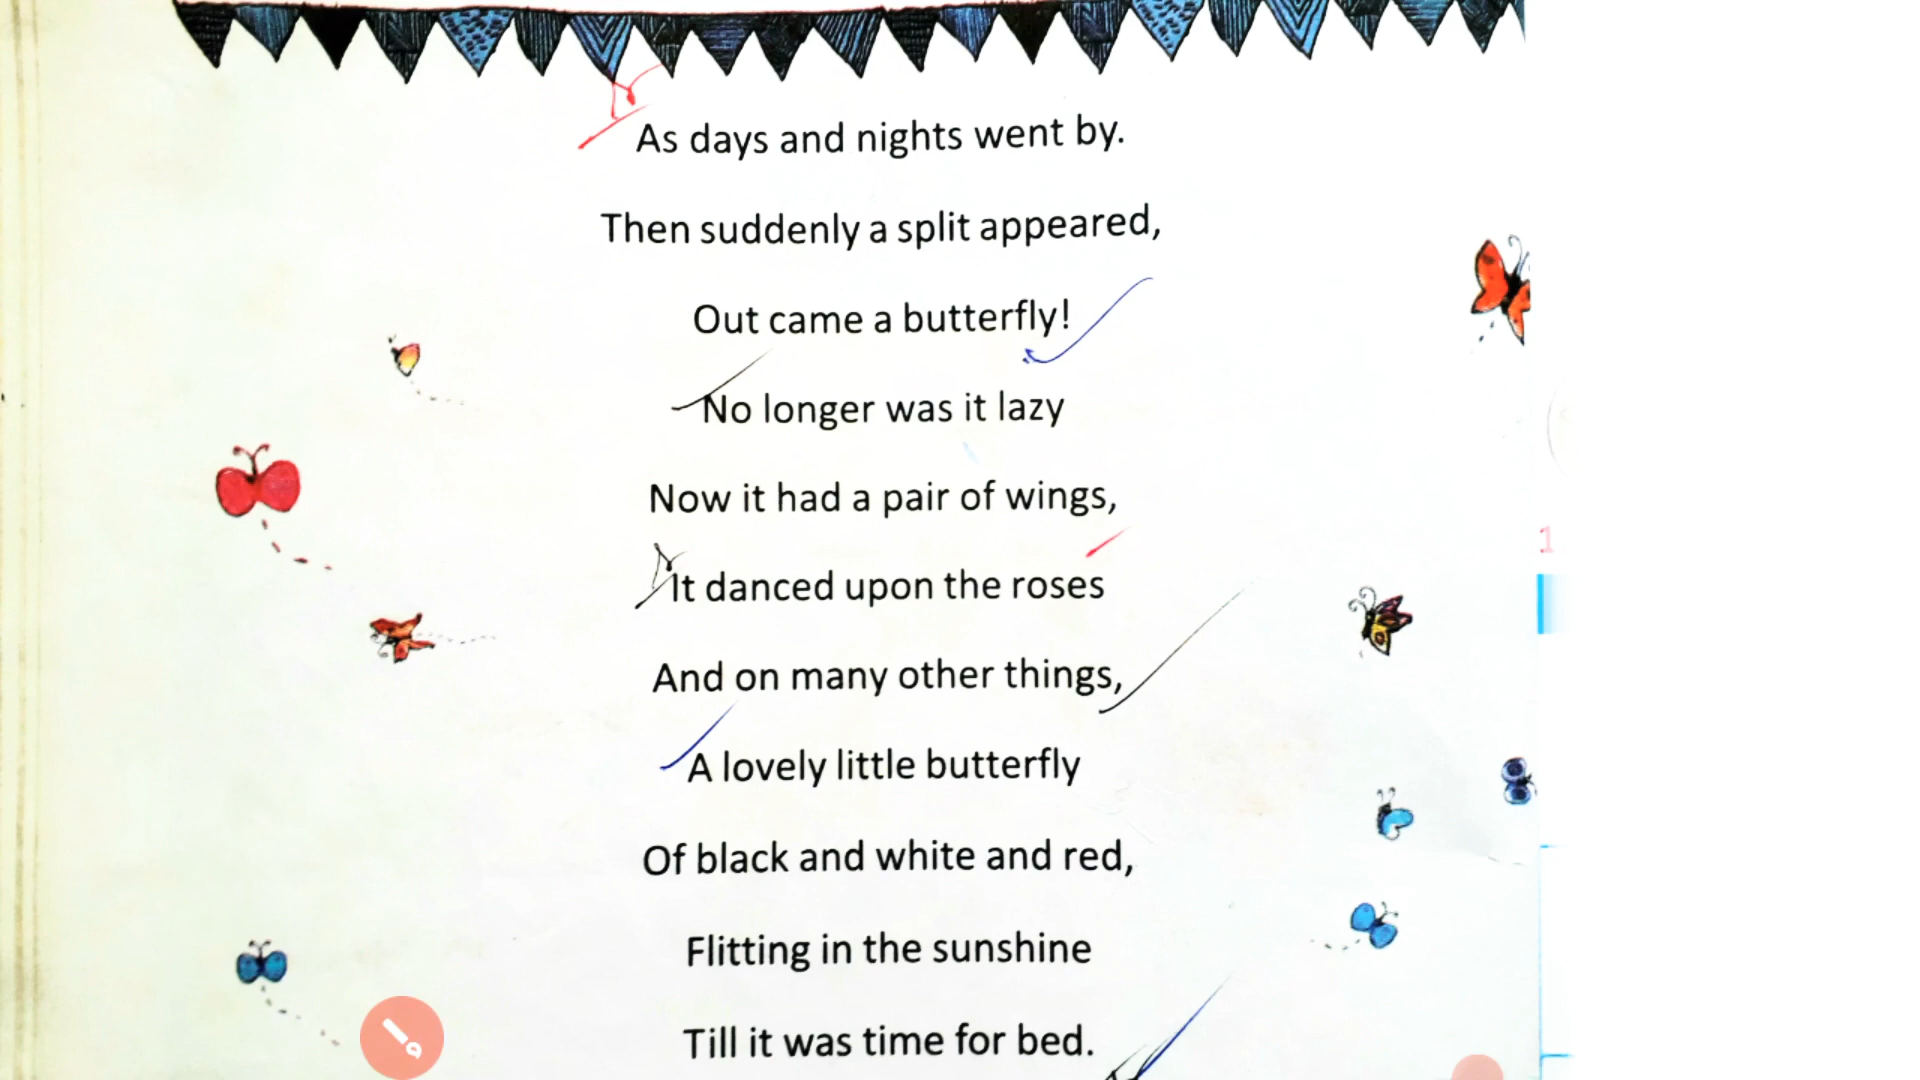 As days and nights went by.
Then suddenly a split appeared,
Out came a butterfly!
No longer was it lazy
Now it had a pair of wings,
It danced upon the roses
And on many other things,
A lovely little butterfly
Of black and white and red,
Flitting in the sunshine
Till it was time for bed.
1